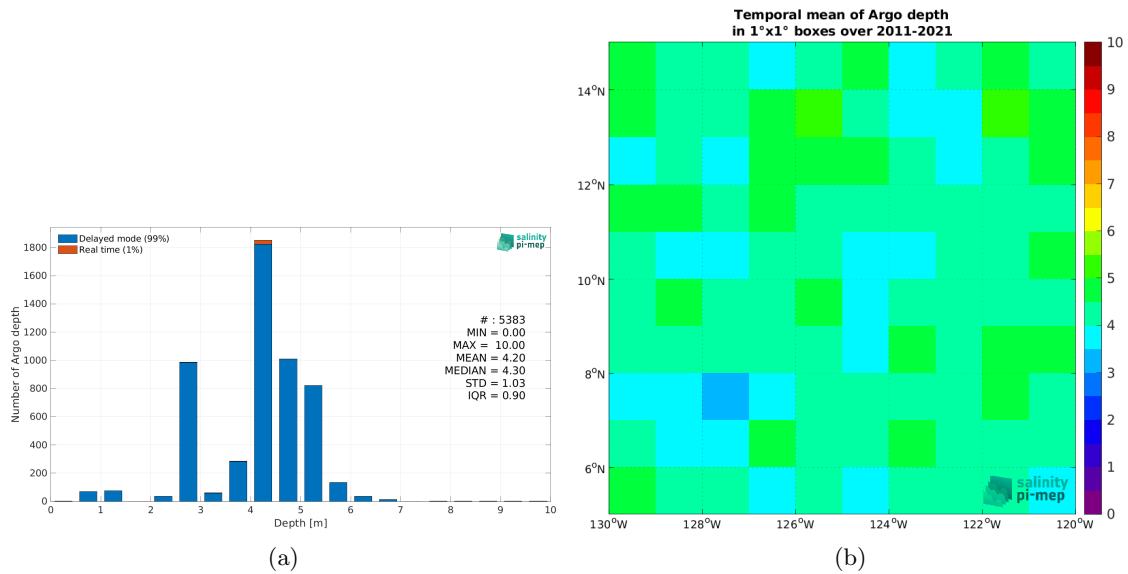 Temporal mean of Argo depth
in 1°x1° boxes over 2011-2021
Delayed mode (99%)
Real time (1%)
salinity
pi-mep
# : 5383
MIN = 0.00
MAX = 10.00
MEAN = 4.20
MEDIAN = 4.30
STD = 1.03
IQR = 0.90
Number of Argo depth
1800
1600
1400
1200
1000
800
600
400
200
0
0 1 2 3 4 5 6 7 8 9 10
Depth [m]
(a)
14°N
12°N
10°N
8°N
6°N
130°W 128°W 126°W 124°W 122°W 120°W
salinity
pi-mep
10
9
8
7
6
5
4
3
2
1
0
(b)